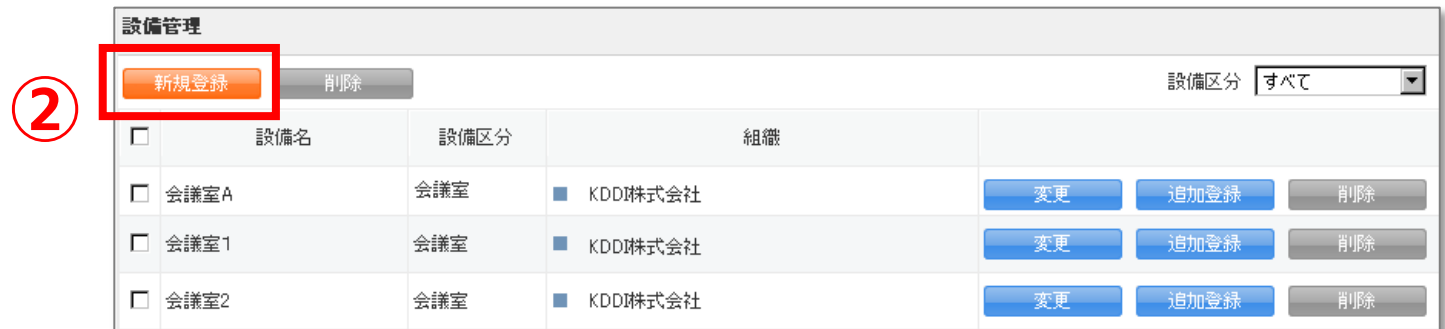 設備管理
②
新規登録 削除 設備区分 すべて
設備名 設備区分 組織
会議室A 会議室 KDDI株式会社 変更 追加登録 削除
会議室1 会議室 KDDI株式会社 変更 追加登録 削除
会議室2 会議室 KDDI株式会社 変更 追加登録 削除